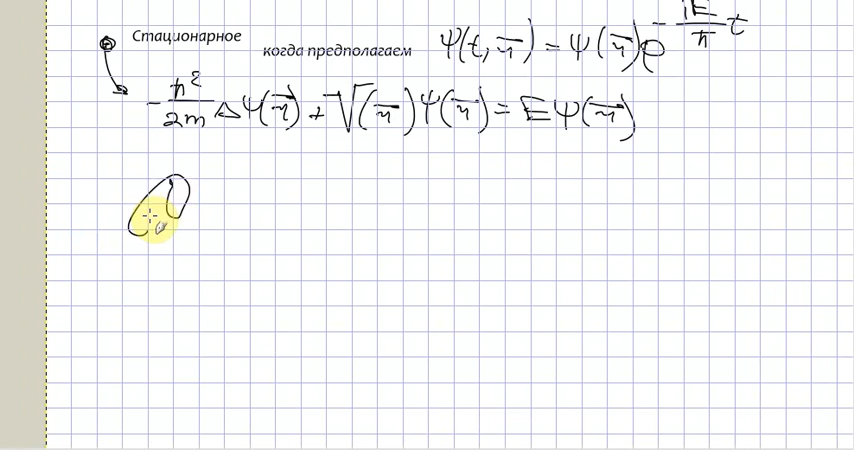 Стационарное когда предполагаем Ψ(t, r⃗) = Ψ(r⃗) e^{-iE/ħ t}
-ħ²/2m ΔΨ(r⃗) + V(r⃗)Ψ(r⃗) = EΨ(r⃗)